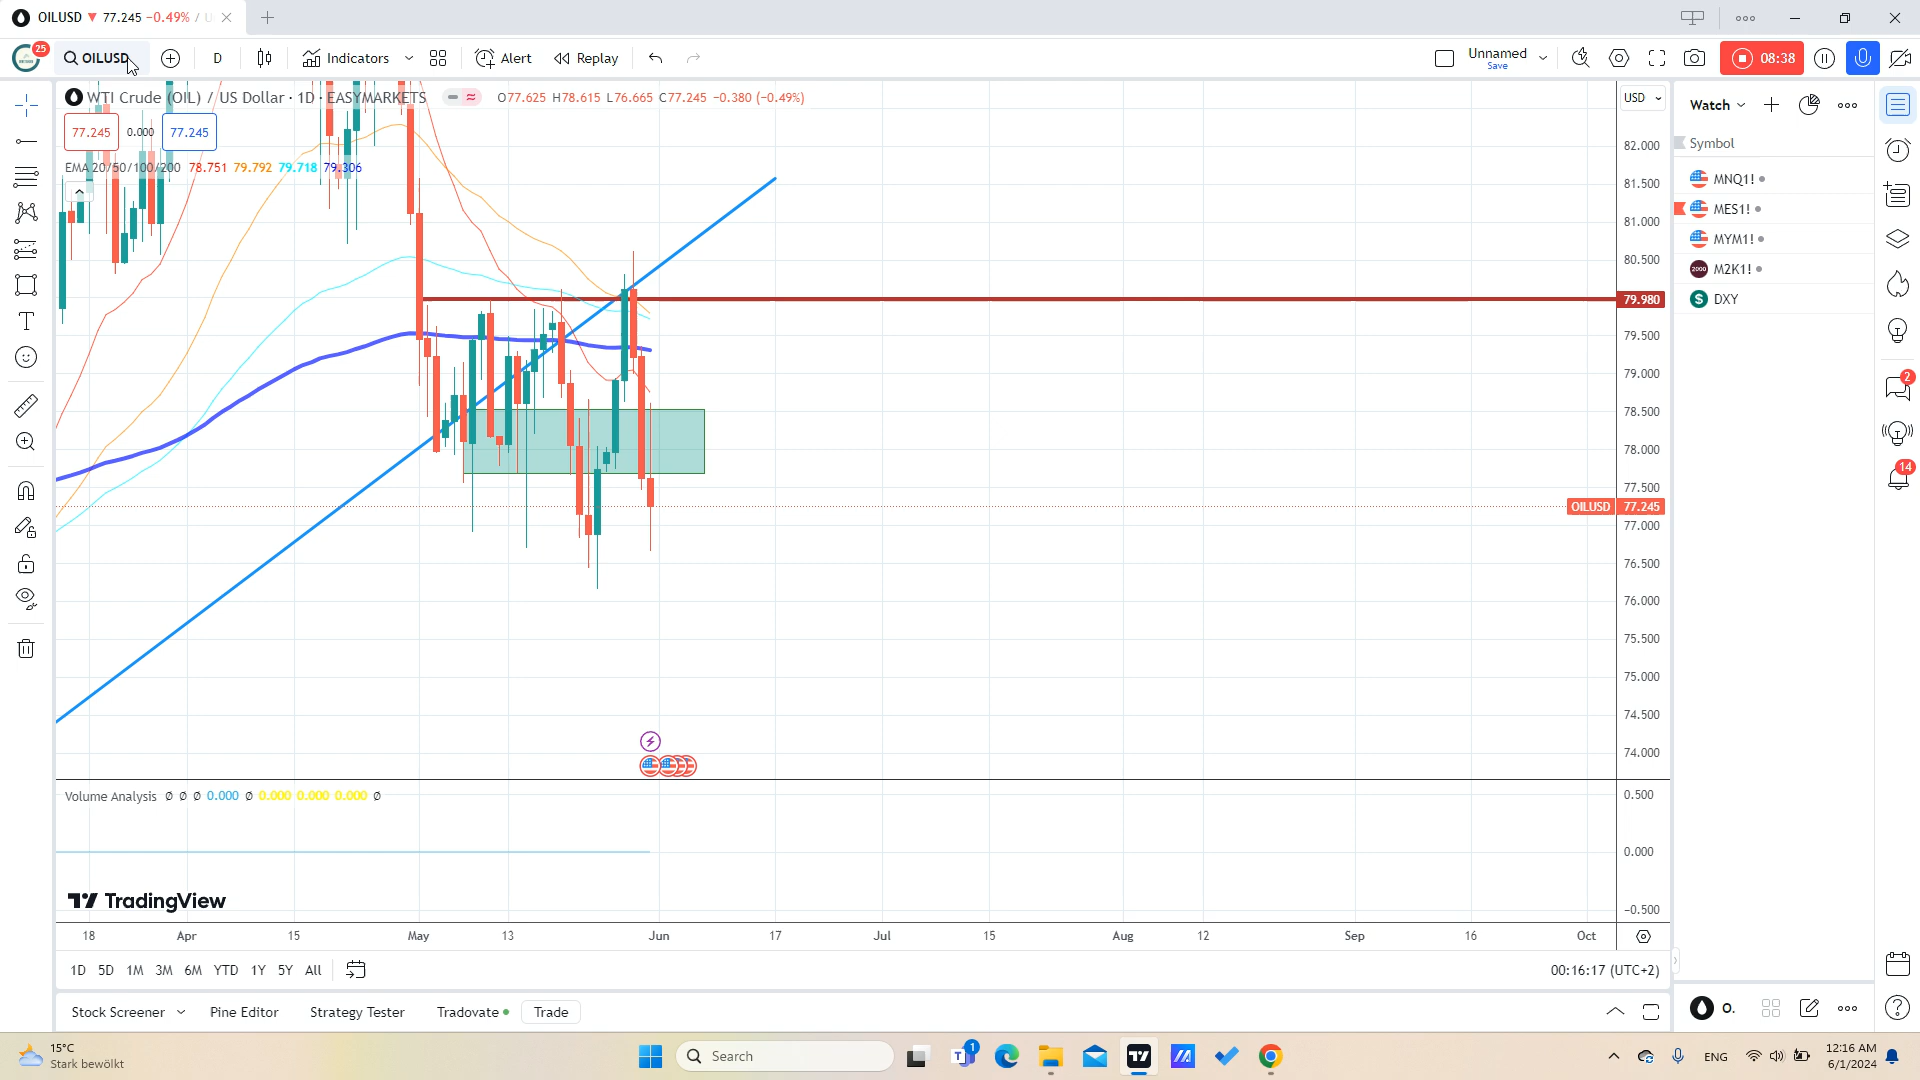 OILUSD ▼ 77.245 −0.49% / U
25
OILUSD
D
Indicators
Alert
Replay
Unnamed
Save
08:38
WTI Crude (OIL) / US Dollar · 1D · EASYMARKETS
O77.625 H78.615 L76.665 C77.245 −0.380 (−0.49%)
USD
77.245
0.000
77.245
EMA 20/50/100/200 78.751 79.792 79.718 79.306
82.000
81.500
81.000
80.500
79.980
79.500
79.000
78.500
78.000
77.500
OILUSD 77.245
77.000
76.500
76.000
75.500
75.000
74.500
74.000
Volume Analysis ∅ ∅ ∅ 0.000 ∅ 0.000 0.000 0.000 ∅
0.500
0.000
−0.500
TradingView
18 Apr 15 May 13 Jun 17 Jul 15 Aug 12 Sep 16 Oct
1D 5D 1M 3M 6M YTD 1Y 5Y All
00:16:17 (UTC+2)
Stock Screener
Pine Editor
Strategy Tester
Tradovate
Trade
Watch
Symbol
MNQ1!
MES1!
MYM1!
2000 M2K1!
$ DXY
2
14
O.
15°C
Stark bewölkt
Search
1
ENG
12:16 AM
6/1/2024